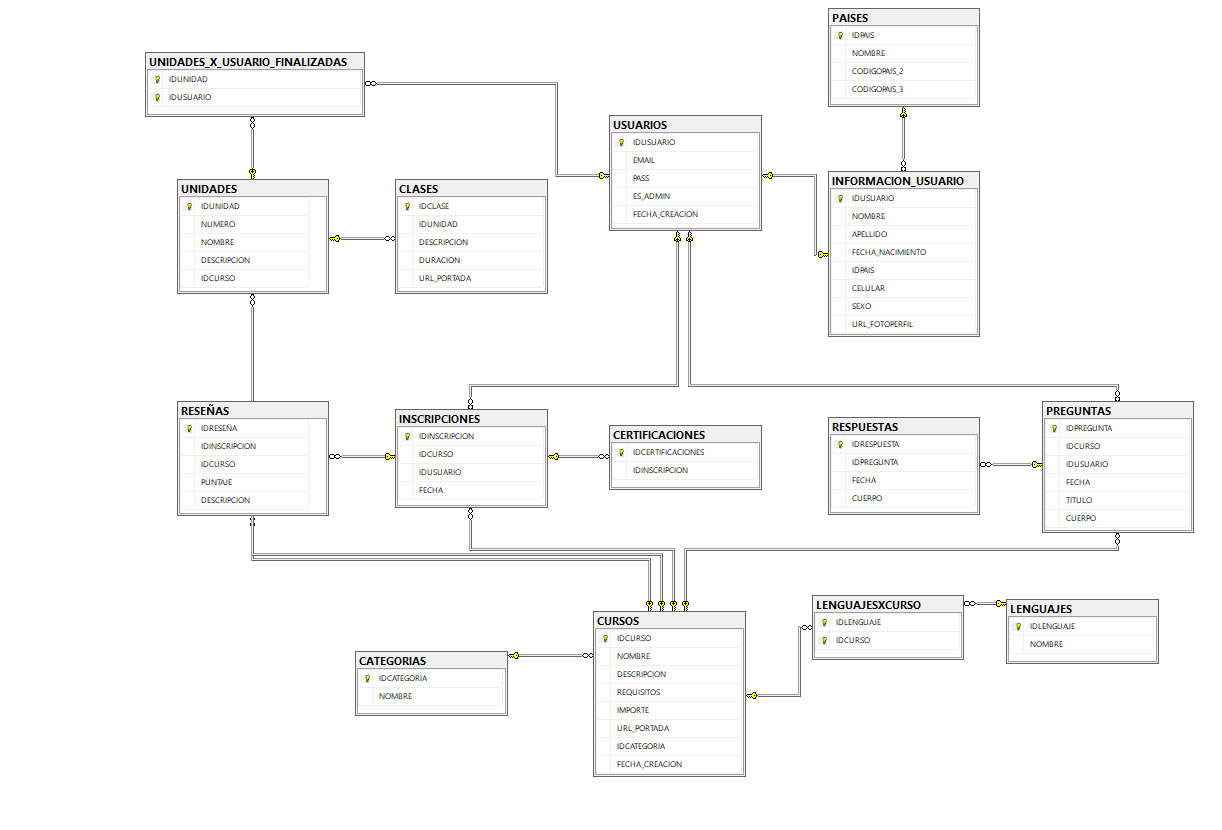 PAISES
IDPAIS
NOMBRE
CODIGOPAIS_2
CODIGOPAIS_3
UNIDADES_X_USUARIO_FINALIZADAS
IDUNIDAD
IDUSUARIO
USUARIOS
IDUSUARIO
EMAIL
PASS
ES_ADMIN
FECHA_CREACION
INFORMACION_USUARIO
IDUSUARIO
NOMBRE
APELLIDO
FECHA_NACIMIENTO
IDPAIS
CELULAR
SEXO
URL_FOTOPERFIL
UNIDADES
IDUNIDAD
NUMERO
NOMBRE
DESCRIPCION
IDCURSO
CLASES
IDCLASE
IDUNIDAD
DESCRIPCION
DURACION
URL_PORTADA
RESEÑAS
IDRESEÑA
IDINSCRIPCION
IDCURSO
PUNTAJE
DESCRIPCION
INSCRIPCIONES
IDINSCRIPCION
IDCURSO
IDUSUARIO
FECHA
CERTIFICACIONES
IDCERTIFICACIONES
IDINSCRIPCION
RESPUESTAS
IDRESPUESTA
IDPREGUNTA
FECHA
CUERPO
PREGUNTAS
IDPREGUNTA
IDCURSO
IDUSUARIO
FECHA
TITULO
CUERPO
CATEGORIAS
IDCATEGORIA
NOMBRE
CURSOS
IDCURSO
NOMBRE
DESCRIPCION
REQUISITOS
IMPORTE
URL_PORTADA
IDCATEGORIA
FECHA_CREACION
LENGUAJESXCURSO
IDLENGUAJE
IDCURSO
LENGUAJES
IDLENGUAJE
NOMBRE